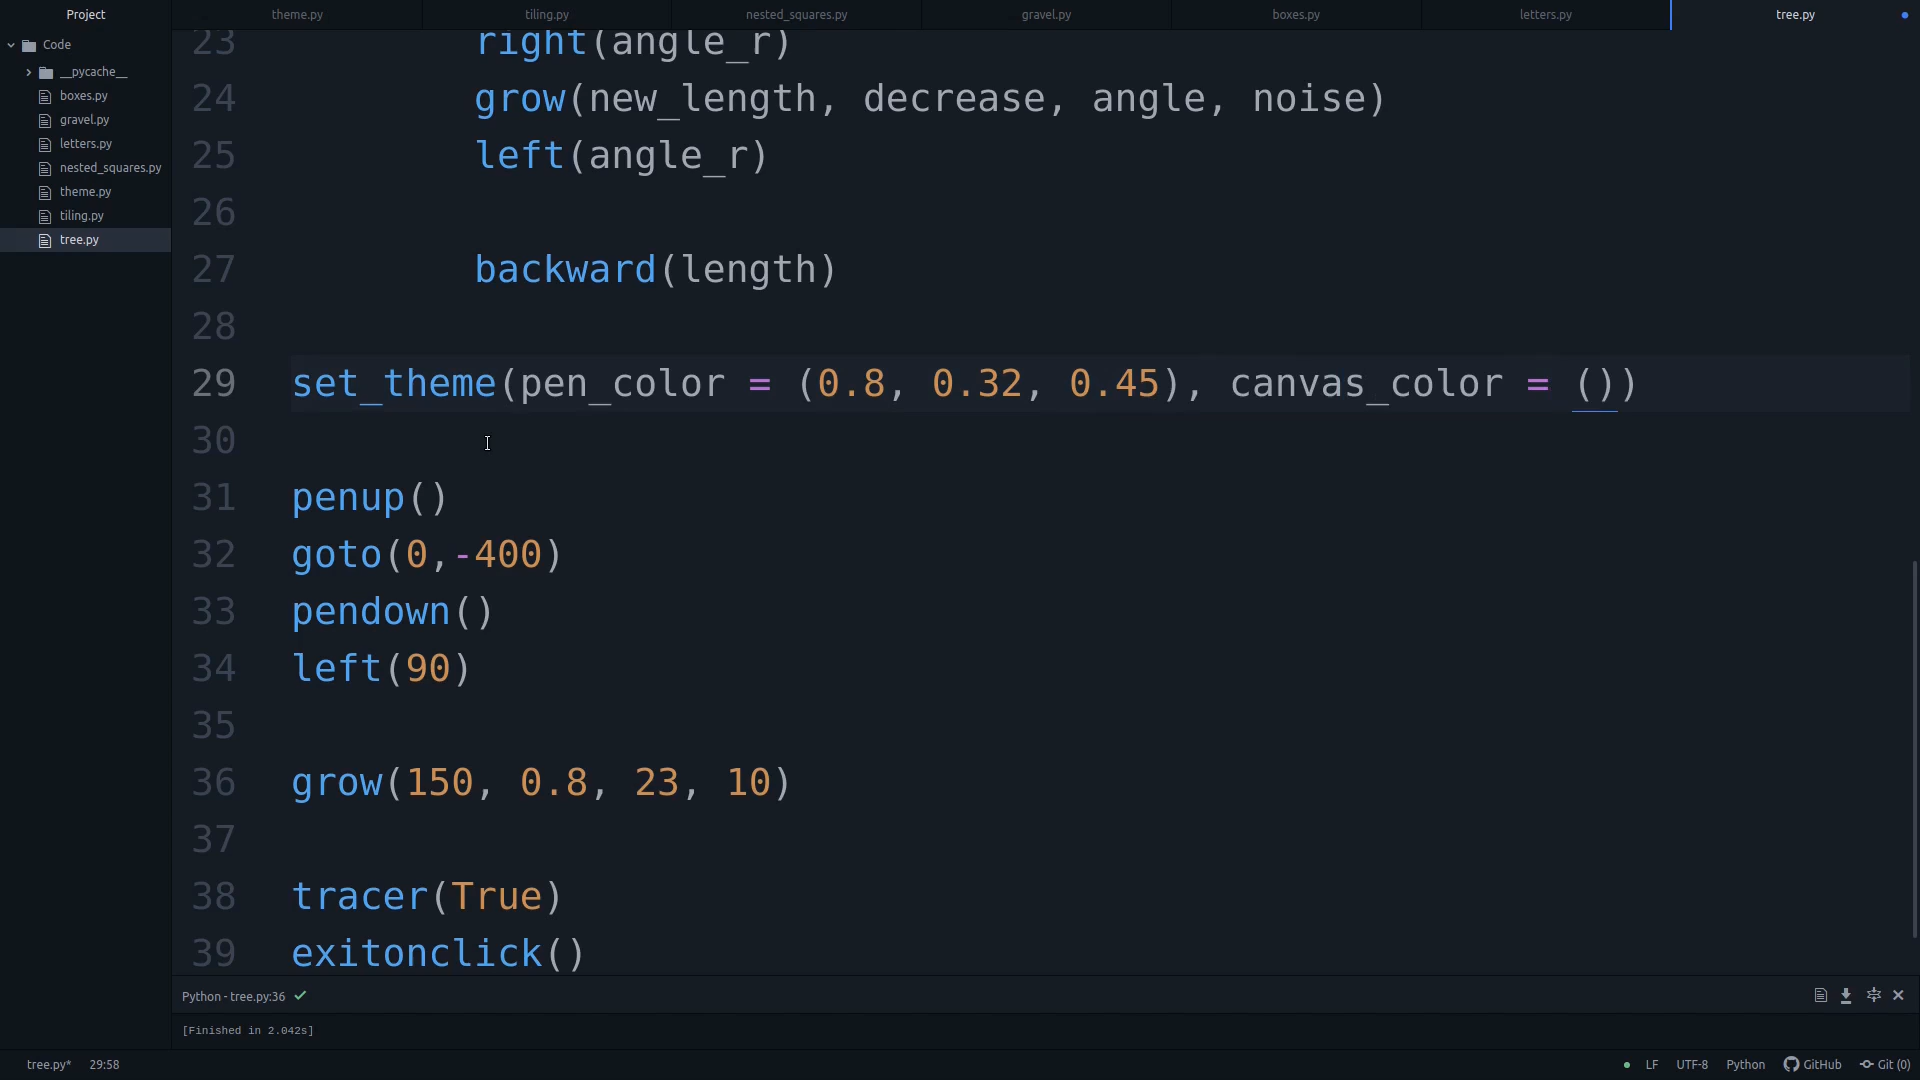 Project
theme.py
tiling.py
nested_squares.py
gravel.py
boxes.py
letters.py
tree.py
Code
__pycache__
boxes.py
gravel.py
letters.py
nested_squares.py
theme.py
tiling.py
tree.py
23 right(angle_r)
24 grow(new_length, decrease, angle, noise)
25 left(angle_r)
26
27 backward(length)
28
29 set_theme(pen_color = (0.8, 0.32, 0.45), canvas_color = ())
30
31 penup()
32 goto(0,-400)
33 pendown()
34 left(90)
35
36 grow(150, 0.8, 23, 10)
37
38 tracer(True)
39 exitonclick()
Python - tree.py:36
[Finished in 2.042s]
tree.py* 29:58 LF UTF-8 Python GitHub Git (0)